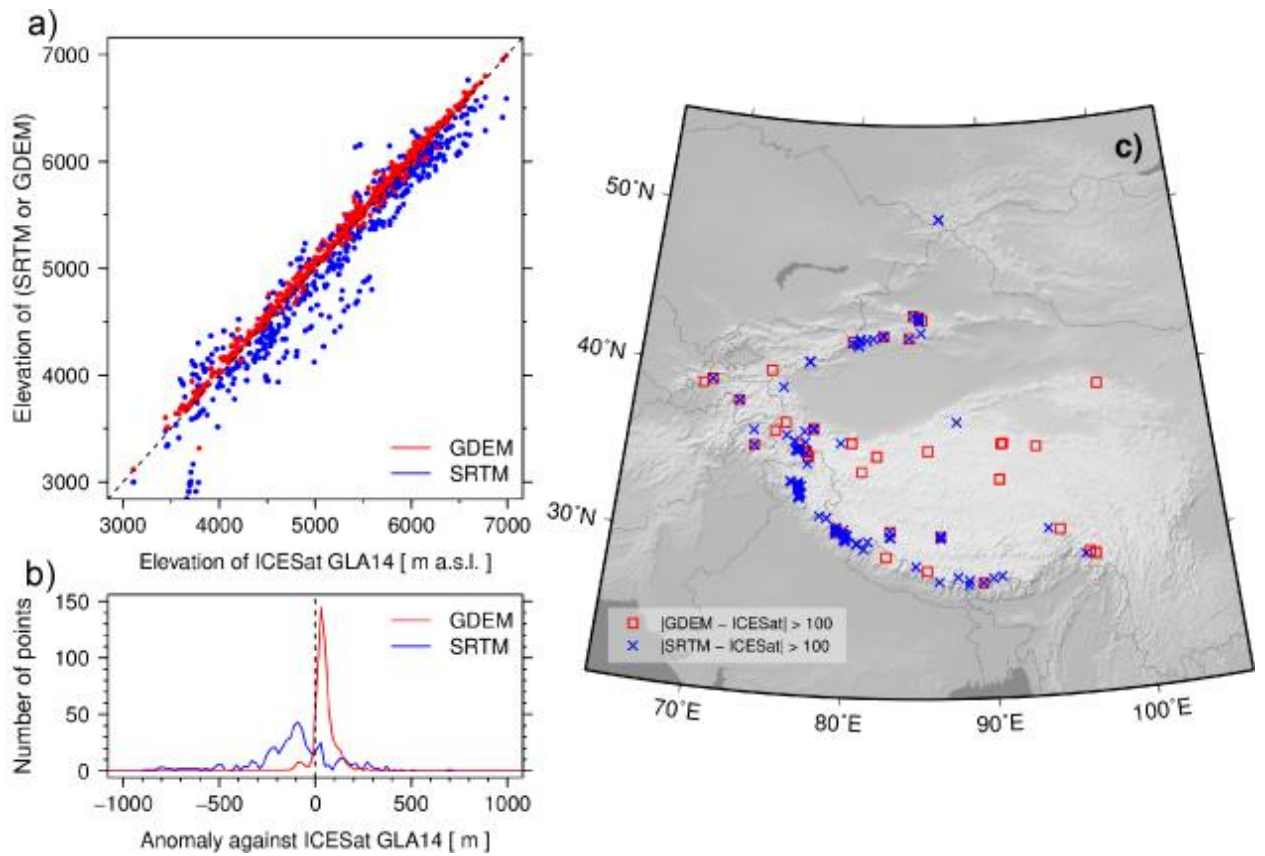 a)
7000
6000
5000
4000
3000
Elevation of (SRTM or GDEM)
GDEM
SRTM
3000 4000 5000 6000 7000
Elevation of ICESat GLA14 [ m a.s.l. ]
b)
150
100
50
0
Number of points
GDEM
SRTM
−1000 −500 0 500 1000
Anomaly against ICESat GLA14 [ m ]
c)
50˚N
40˚N
30˚N
|GDEM − ICESat| > 100
|SRTM − ICESat| > 100
70˚E 80˚E 90˚E 100˚E